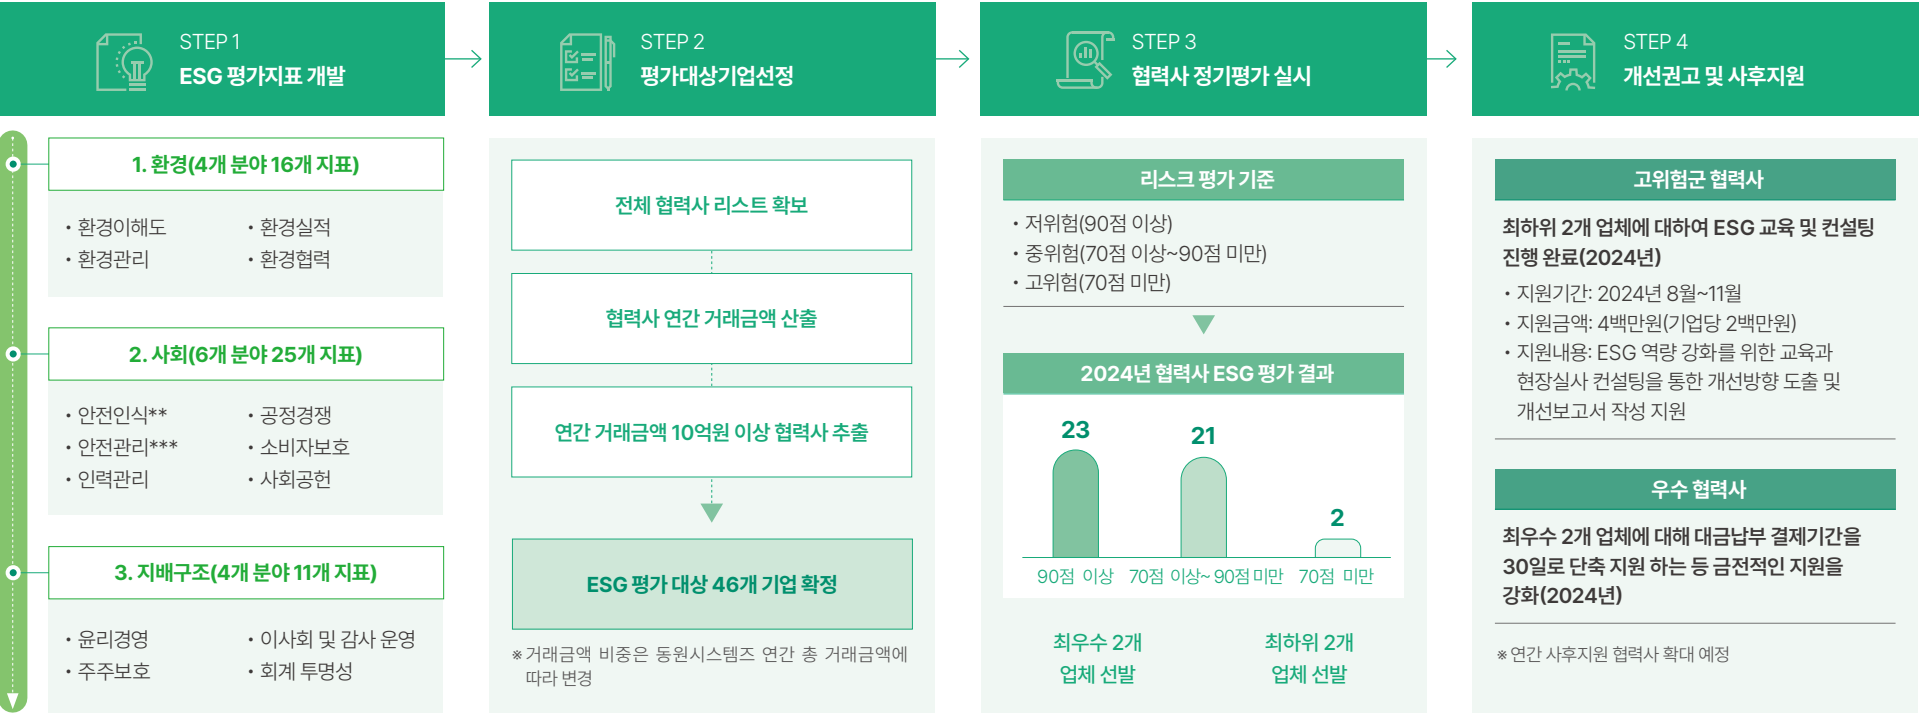 STEP 1
ESG 평가지표 개발
STEP 2
평가대상기업선정
STEP 3
협력사 정기평가 실시
STEP 4
개선권고 및 사후지원
1. 환경(4개 분야 16개 지표)
• 환경이해도
• 환경실적
• 환경관리
• 환경협력
2. 사회(6개 분야 25개 지표)
• 안전인식**
• 공정경쟁
• 안전관리***
• 소비자보호
• 인력관리
• 사회공헌
3. 지배구조(4개 분야 11개 지표)
• 윤리경영
• 이사회 및 감사 운영
• 주주보호
• 회계 투명성
전체 협력사 리스트 확보
협력사 연간 거래금액 산출
연간 거래금액 10억원 이상 협력사 추출
ESG 평가 대상 46개 기업 확정
※ 거래금액 비중은 동원시스템즈 연간 총 거래금액에
따라 변경
리스크 평가 기준
• 저위험(90점 이상)
• 중위험(70점 이상~90점 미만)
• 고위험(70점 미만)
2024년 협력사 ESG 평가 결과
23
21
2
90점 이상
70점 이상~ 90점 미만
70점 미만
최우수 2개
업체 선발
최하위 2개
업체 선발
고위험군 협력사
최하위 2개 업체에 대하여 ESG 교육 및 컨설팅
진행 완료(2024년)
• 지원기간: 2024년 8월~11월
• 지원금액: 4백만원(기업당 2백만원)
• 지원내용: ESG 역량 강화를 위한 교육과
현장실사 컨설팅을 통한 개선방향 도출 및
개선보고서 작성 지원
우수 협력사
최우수 2개 업체에 대해 대금납부 결제기간을
30일로 단축 지원 하는 등 금전적인 지원을
강화(2024년)
※ 연간 사후지원 협력사 확대 예정